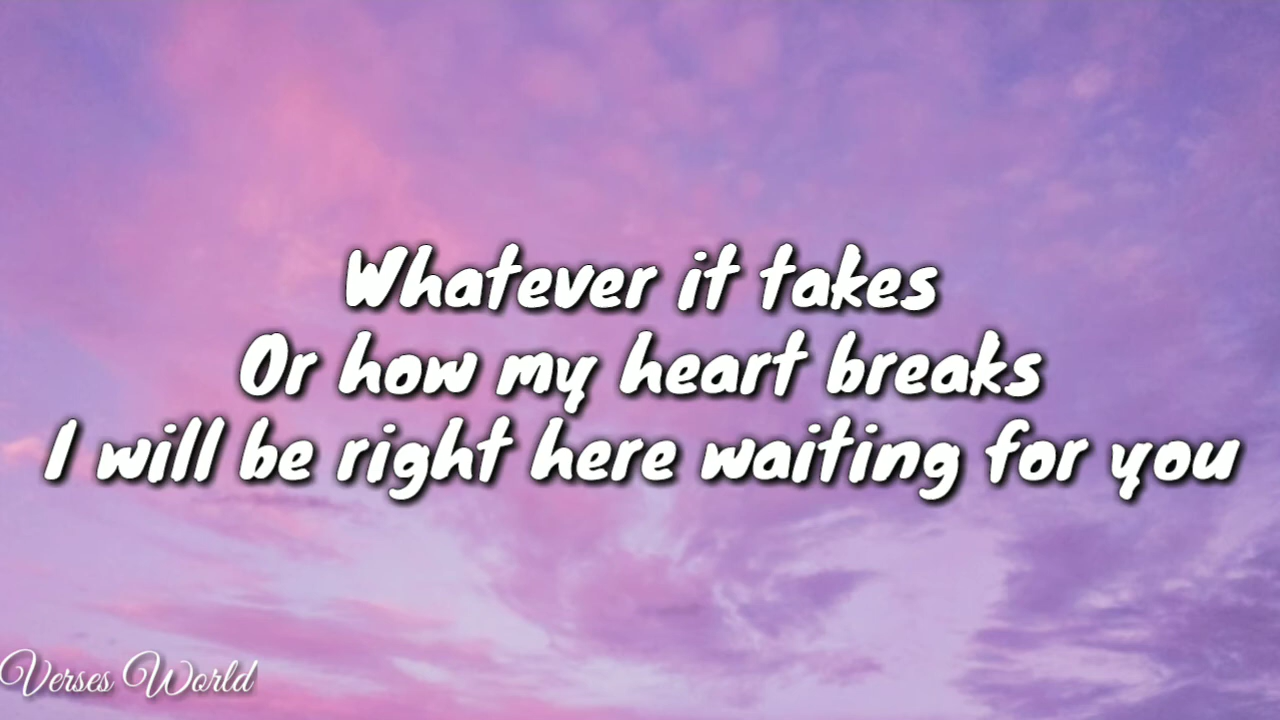 Whatever it takes
Or how my heart breaks
I will be right here waiting for you
Verses World